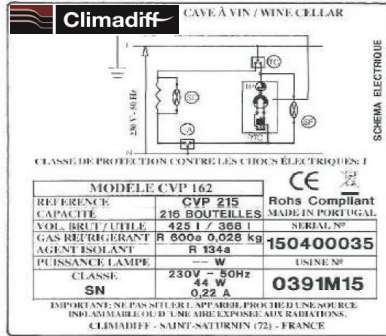 Climadiff
CAVE À VIN / WINE CELLAR
SCHEMA ELECTRIQUE
230 V - 50 Hz
CLASSE DE PROTECTION CONTRE LES CHOCS ÉLECTRIQUES: I
MODÈLE CVP 162
REFERENCE CVP 215
CAPACITÉ 216 BOUTEILLES
VOL. BRUT / UTILE 425 l / 368 l
GAS REFRIGERANT R 600a 0,028 kg
AGENT ISOLANT R 134a
PUISSANCE LAMPE --- W
CLASSE
SN
230V - 50Hz
44 W
0,22 A
CE
Rohs Compliant
MADE IN PORTUGAL
SERIAL Nº
150400035
USINE Nº
0391M15
IMPORTANT: NE PAS SITUER L'APPAREIL PROCHE D'UNE SOURCE
INFLAMMABLE OU D'UNE AIRE EXPOSEE AUX RADIATIONS.
CLIMADIFF - SAINT-SATURNIN (72) - FRANCE